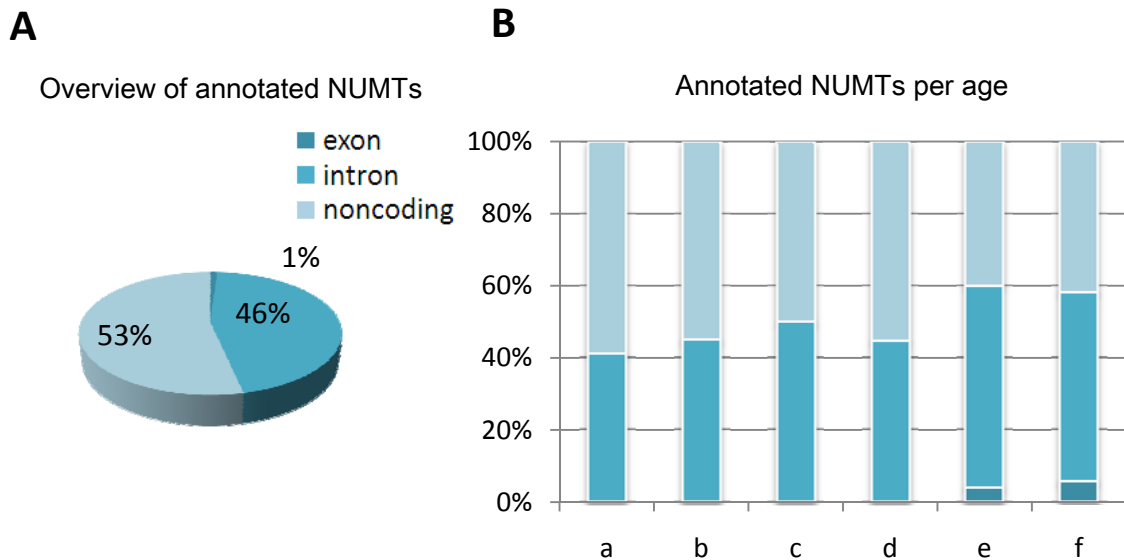 A
Overview of annotated NUMTs
exon
intron
noncoding
1%
46%
53%
B
Annotated NUMTs per age
100%
80%
60%
40%
20%
0%
a b c d e f